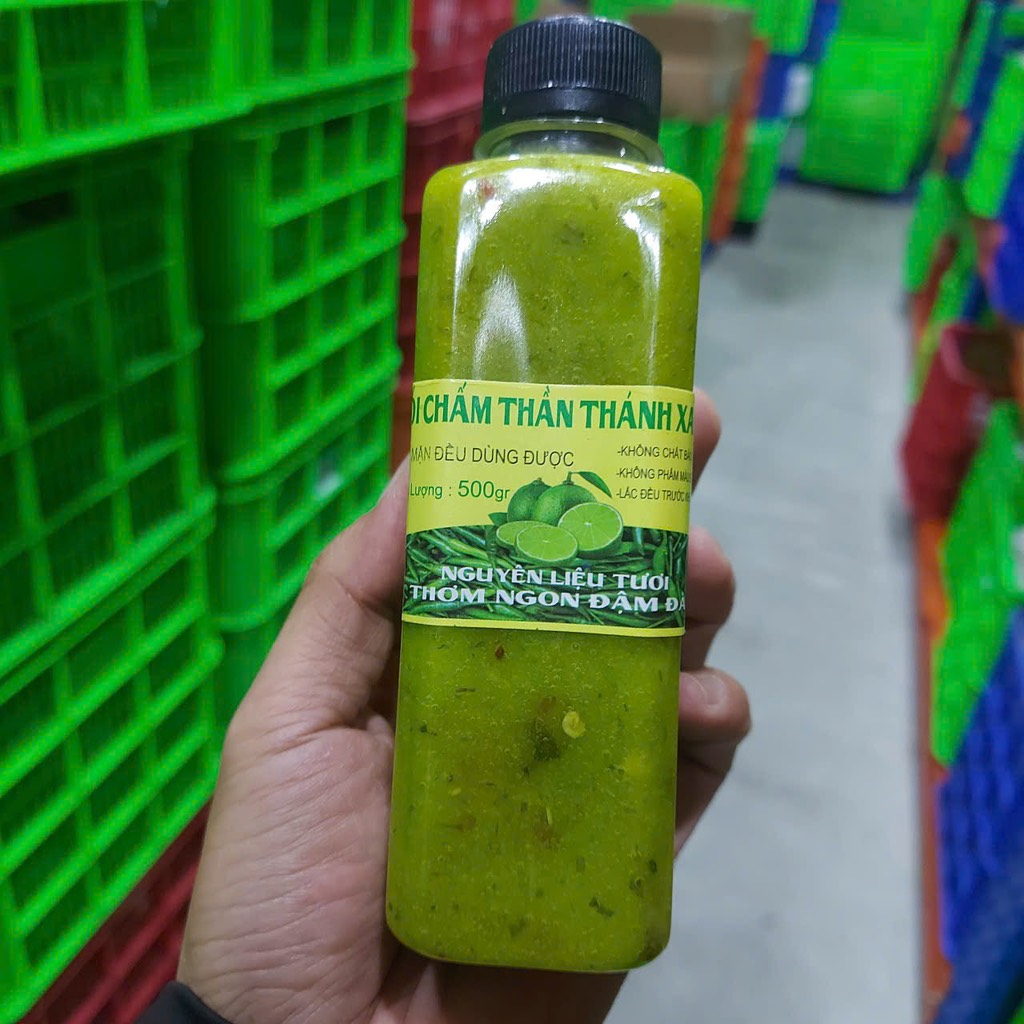 CHẤM THẦN THÁNH
MẶN ĐỀU DÙNG ĐƯỢC
Lượng : 500gr
-KHÔNG CHẤT
-KHÔNG PHẨM
-LẮC ĐỀU TRƯỚC
NGUYÊN LIỆU TƯƠI
THƠM NGON ĐẬM